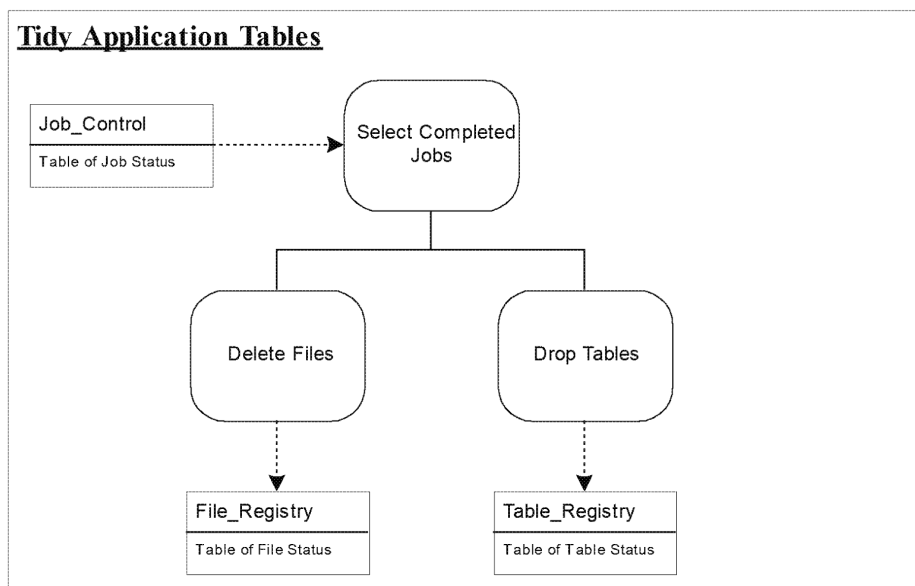 Tidy Application Tables
Job_Control
Table of Job Status
Select Completed
Jobs
Delete Files
Drop Tables
File_Registry
Table of File Status
Table_Registry
Table of Table Status